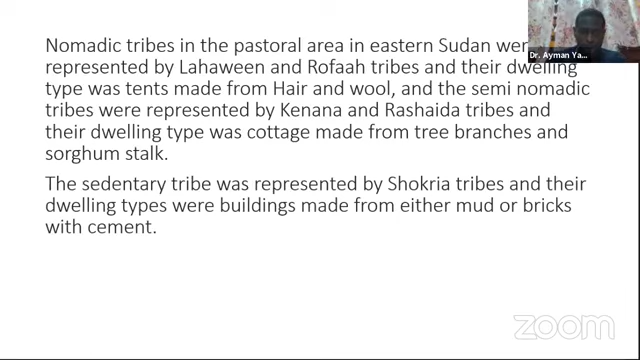 Nomadic tribes in the pastoral area in eastern Sudan
represented by Lahaween and Rofaah tribes and their dwelling
type was tents made from Hair and wool, and the semi nomadic
tribes were represented by Kenana and Rashaida tribes and
their dwelling type was cottage made from tree branches and
sorghum stalk.
The sedentary tribe was represented by Shokria tribes and their
dwelling types were buildings made from either mud or bricks
with cement.
Dr. Ayman Ya...
zoom